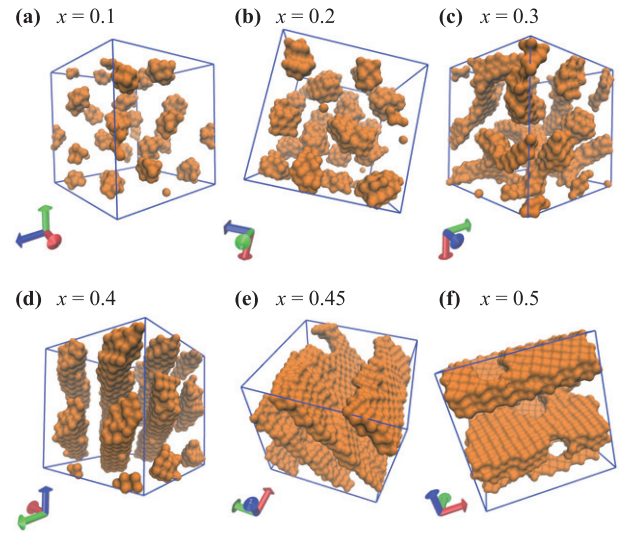 (a) x = 0.1
(b) x = 0.2
(c) x = 0.3
(d) x = 0.4
(e) x = 0.45
(f) x = 0.5